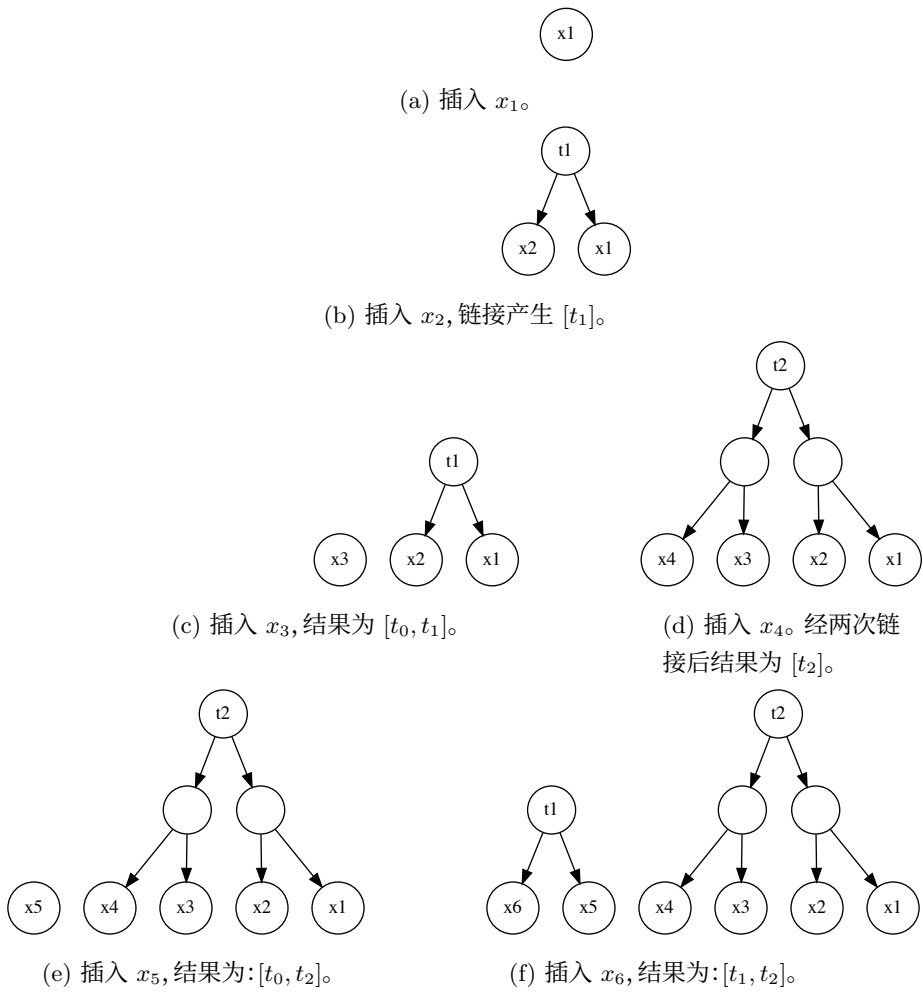 x1
(a) 插入 x₁。
t1
x2 x1
(b) 插入 x₂, 链接产生 [t₁]。
t1
x3 x2 x1
(c) 插入 x₃, 结果为 [t₀, t₁]。
t2
x4 x3 x2 x1
(d) 插入 x₄。经两次链
接后结果为 [t₂]。
t2
x5 x4 x3 x2 x1
(e) 插入 x₅, 结果为: [t₀, t₂]。
t2
t1
x6 x5 x4 x3 x2 x1
(f) 插入 x₆, 结果为: [t₁, t₂]。